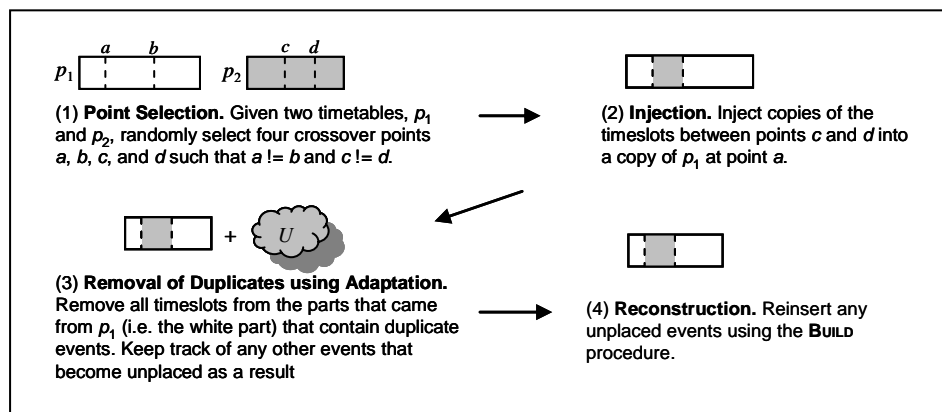 a b c d
p1 p2
(1) Point Selection. Given two timetables, p1
and p2, randomly select four crossover points
a, b, c, and d such that a != b and c != d.
(2) Injection. Inject copies of the
timeslots between points c and d into
a copy of p1 at point a.
+ U
(3) Removal of Duplicates using Adaptation.
Remove all timeslots from the parts that came
from p1 (i.e. the white part) that contain duplicate
events. Keep track of any other events that
become unplaced as a result
(4) Reconstruction. Reinsert any
unplaced events using the BUILD
procedure.